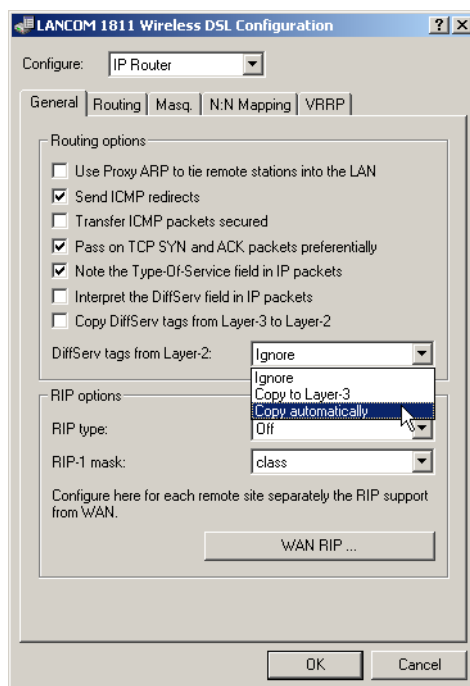 LANCOM 1811 Wireless DSL Configuration
Configure: IP Router
General Routing Masq. N:N Mapping VRRP
Routing options
Use Proxy ARP to tie remote stations into the LAN
Send ICMP redirects
Transfer ICMP packets secured
Pass on TCP SYN and ACK packets preferentially
Note the Type-Of-Service field in IP packets
Interpret the DiffServ field in IP packets
Copy DiffServ tags from Layer-3 to Layer-2
DiffServ tags from Layer-2: Ignore
Ignore
Copy to Layer-3
Copy automatically
RIP options
RIP type: Off
RIP-1 mask: class
Configure here for each remote site separately the RIP support
from WAN.
WAN RIP ...
OK Cancel